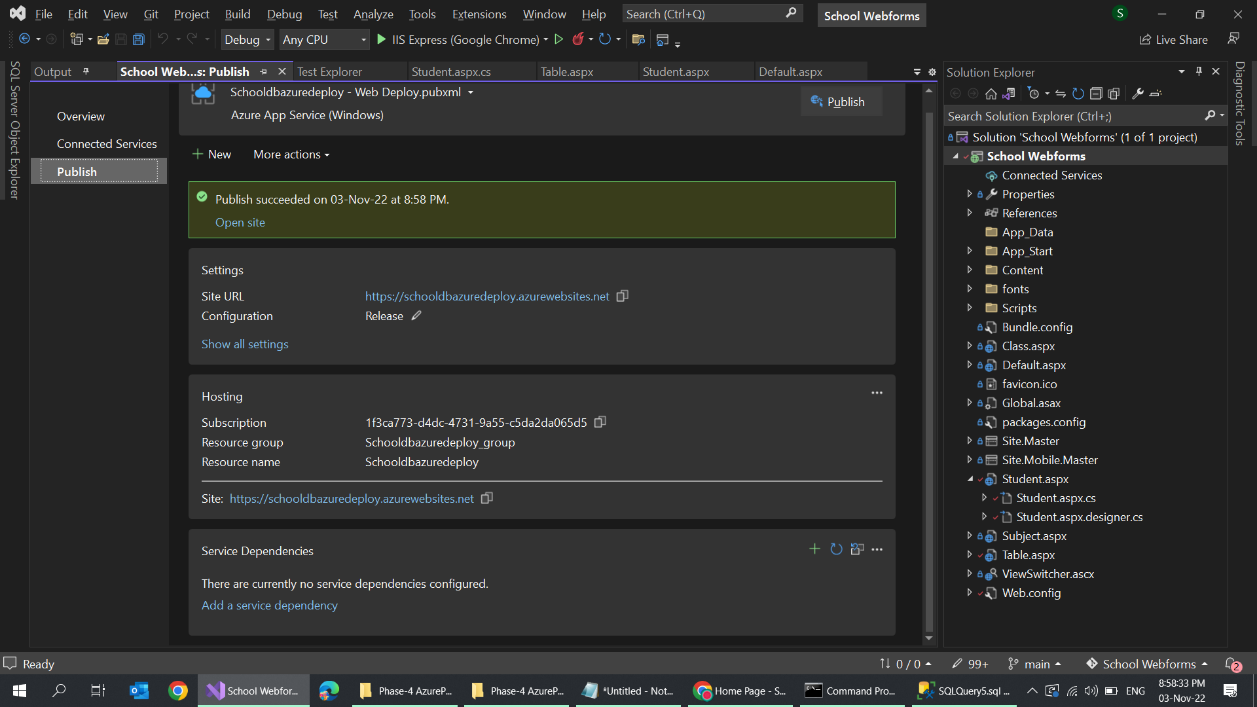 File Edit View Git Project Build Debug Test Analyze Tools Extensions Window Help Search (Ctrl+Q) School Webforms S
Debug Any CPU IIS Express (Google Chrome) Live Share
SQL Server Object Explorer
Output School Web...s: Publish Test Explorer Student.aspx.cs Table.aspx Student.aspx Default.aspx
Overview
Connected Services
Publish
Schooldbazuredeploy - Web Deploy.pubxml
Azure App Service (Windows)
Publish
New More actions
Publish succeeded on 03-Nov-22 at 8:58 PM.
Open site
Settings
Site URL https://schooldbazuredeploy.azurewebsites.net
Configuration Release
Show all settings
Hosting
Subscription 1f3ca773-d4dc-4731-9a55-c5da2da065d5
Resource group Schooldbazuredeploy_group
Resource name Schooldbazuredeploy
Site: https://schooldbazuredeploy.azurewebsites.net
Service Dependencies
There are currently no service dependencies configured.
Add a service dependency
Solution Explorer
Search Solution Explorer (Ctrl+;)
Solution 'School Webforms' (1 of 1 project)
School Webforms
Connected Services
Properties
References
App_Data
App_Start
Content
fonts
Scripts
Bundle.config
Class.aspx
Default.aspx
favicon.ico
Global.asax
packages.config
Site.Master
Site.Mobile.Master
Student.aspx
Student.aspx.cs
Student.aspx.designer.cs
Subject.aspx
Table.aspx
ViewSwitcher.ascx
Web.config
Diagnostic Tools
Ready 0 / 0 99+ main School Webforms 2
School Webfor... Phase-4 AzureP... Phase-4 AzureP... *Untitled - Not... Home Page - S... Command Pro... SQLQuery5.sql ... ENG 8:58:33 PM
03-Nov-22